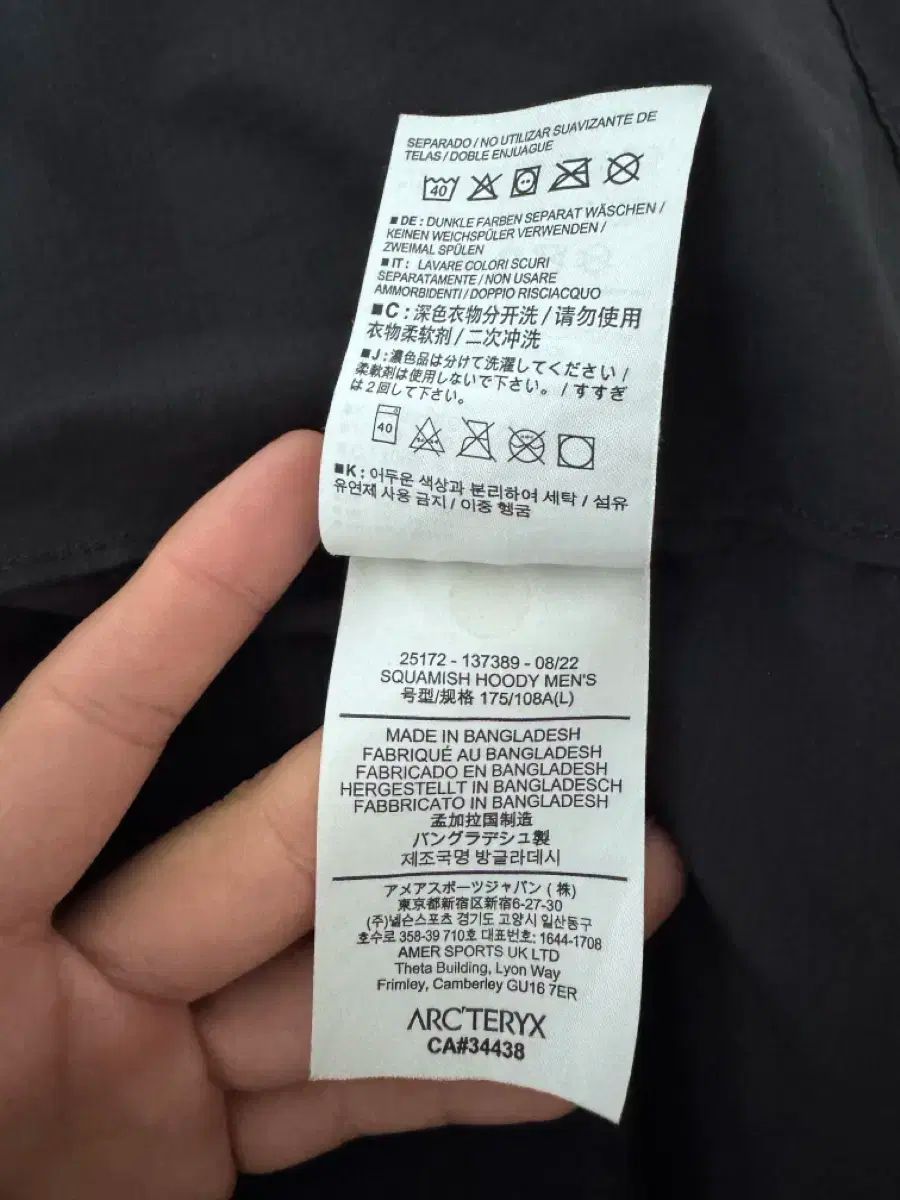 SEPARADO / NO UTILIZAR SUAVIZANTE DE
TELAS / DOBLE ENJUAGUE
40
■ DE : DUNKLE FARBEN SEPARAT WÄSCHEN /
KEINEN WEICHSPÜLER VERWENDEN /
ZWEIMAL SPÜLEN
■ IT : LAVARE COLORI SCURI
SEPARATAMENTE / NON USARE
AMMORBIDENTI / DOPPIO RISCIACQUO
■ C : 深色衣物分开洗 / 请勿使用
衣物柔软剂 / 二次冲洗
■ J : 濃色品は分けて洗濯してください /
柔軟剤は使用しないで下さい。 / すすぎ
は2回して下さい。
40
■ K : 어두운 색상과 분리하여 세탁 / 섬유
유연제 사용 금지 / 이중 헹굼
25172 - 137389 - 08/22
SQUAMISH HOODY MEN'S
号型/规格 175/108A(L)
MADE IN BANGLADESH
FABRIQUÉ AU BANGLADESH
FABRICADO EN BANGLADESH
HERGESTELLT IN BANGLADESCH
FABBRICATO IN BANGLADESH
孟加拉国制造
バングラデシュ製
제조국명 방글라데시
アメアスポーツジャパン (株)
東京都新宿区新宿6-27-30
(주)넬슨스포츠 경기도 고양시 일산동구
호수로 358-39 710호 대표번호: 1644-1708
AMER SPORTS UK LTD
Theta Building, Lyon Way
Frimley, Camberley GU16 7ER
ARC'TERYX
CA#34438